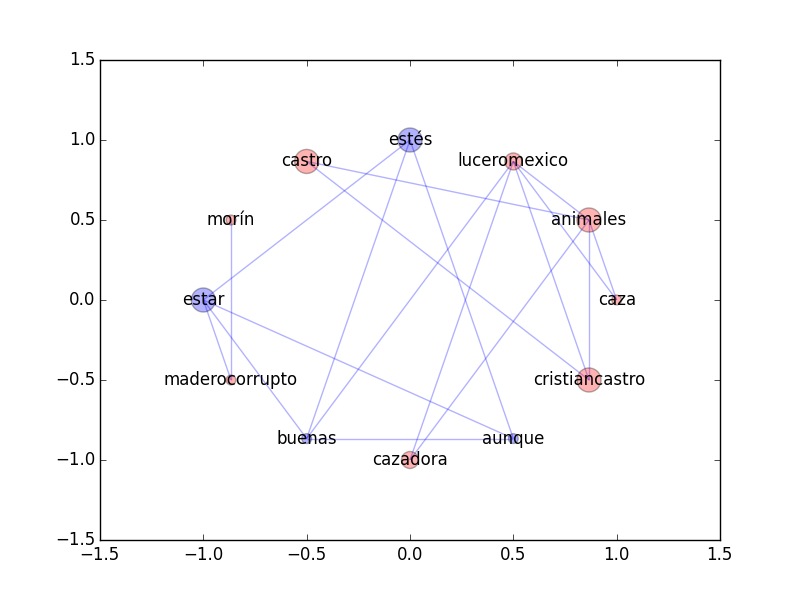 1.5
1.0
0.5
0.0
−0.5
−1.0
−1.5
estés
castro
luceromexico
morín
animales
estar
caza
maderocorrupto
cristiancastro
buenas
aunque
cazadora
−1.5 −1.0 −0.5 0.0 0.5 1.0 1.5